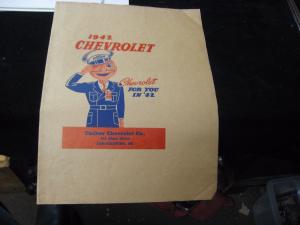 1942
CHEVROLET
Chevrolet
FOR YOU
IN '42
Chevrolet Co.